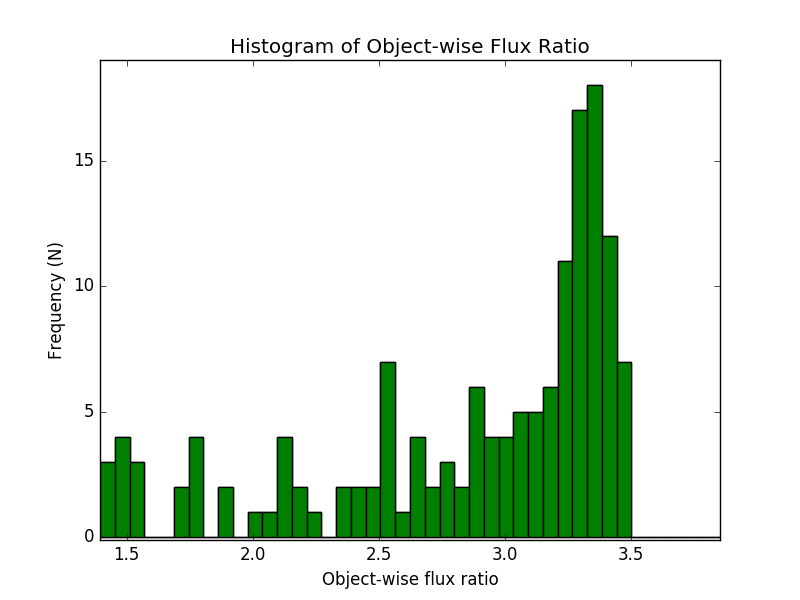 Histogram of Object-wise Flux Ratio
Frequency (N)
15
10
5
0
1.5 2.0 2.5 3.0 3.5
Object-wise flux ratio